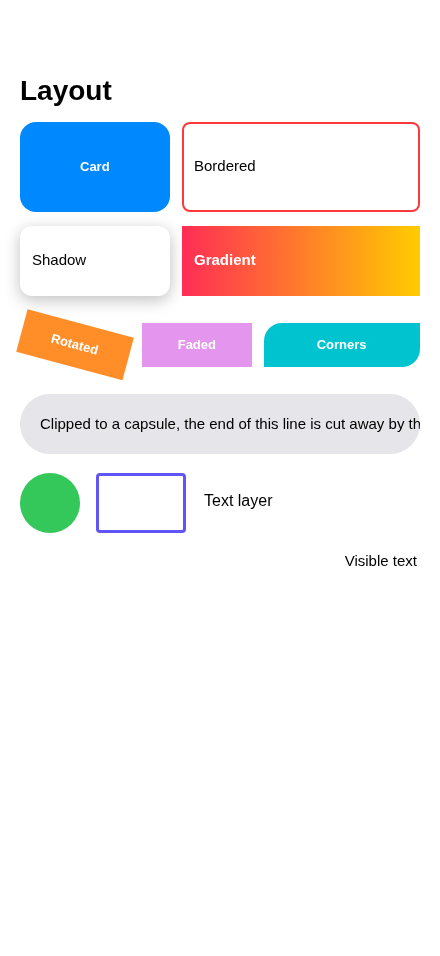 Layout
Card
Bordered
Shadow
Gradient
Rotated
Faded
Corners
Clipped to a capsule, the end of this line is cut away by th
Text layer
Visible text